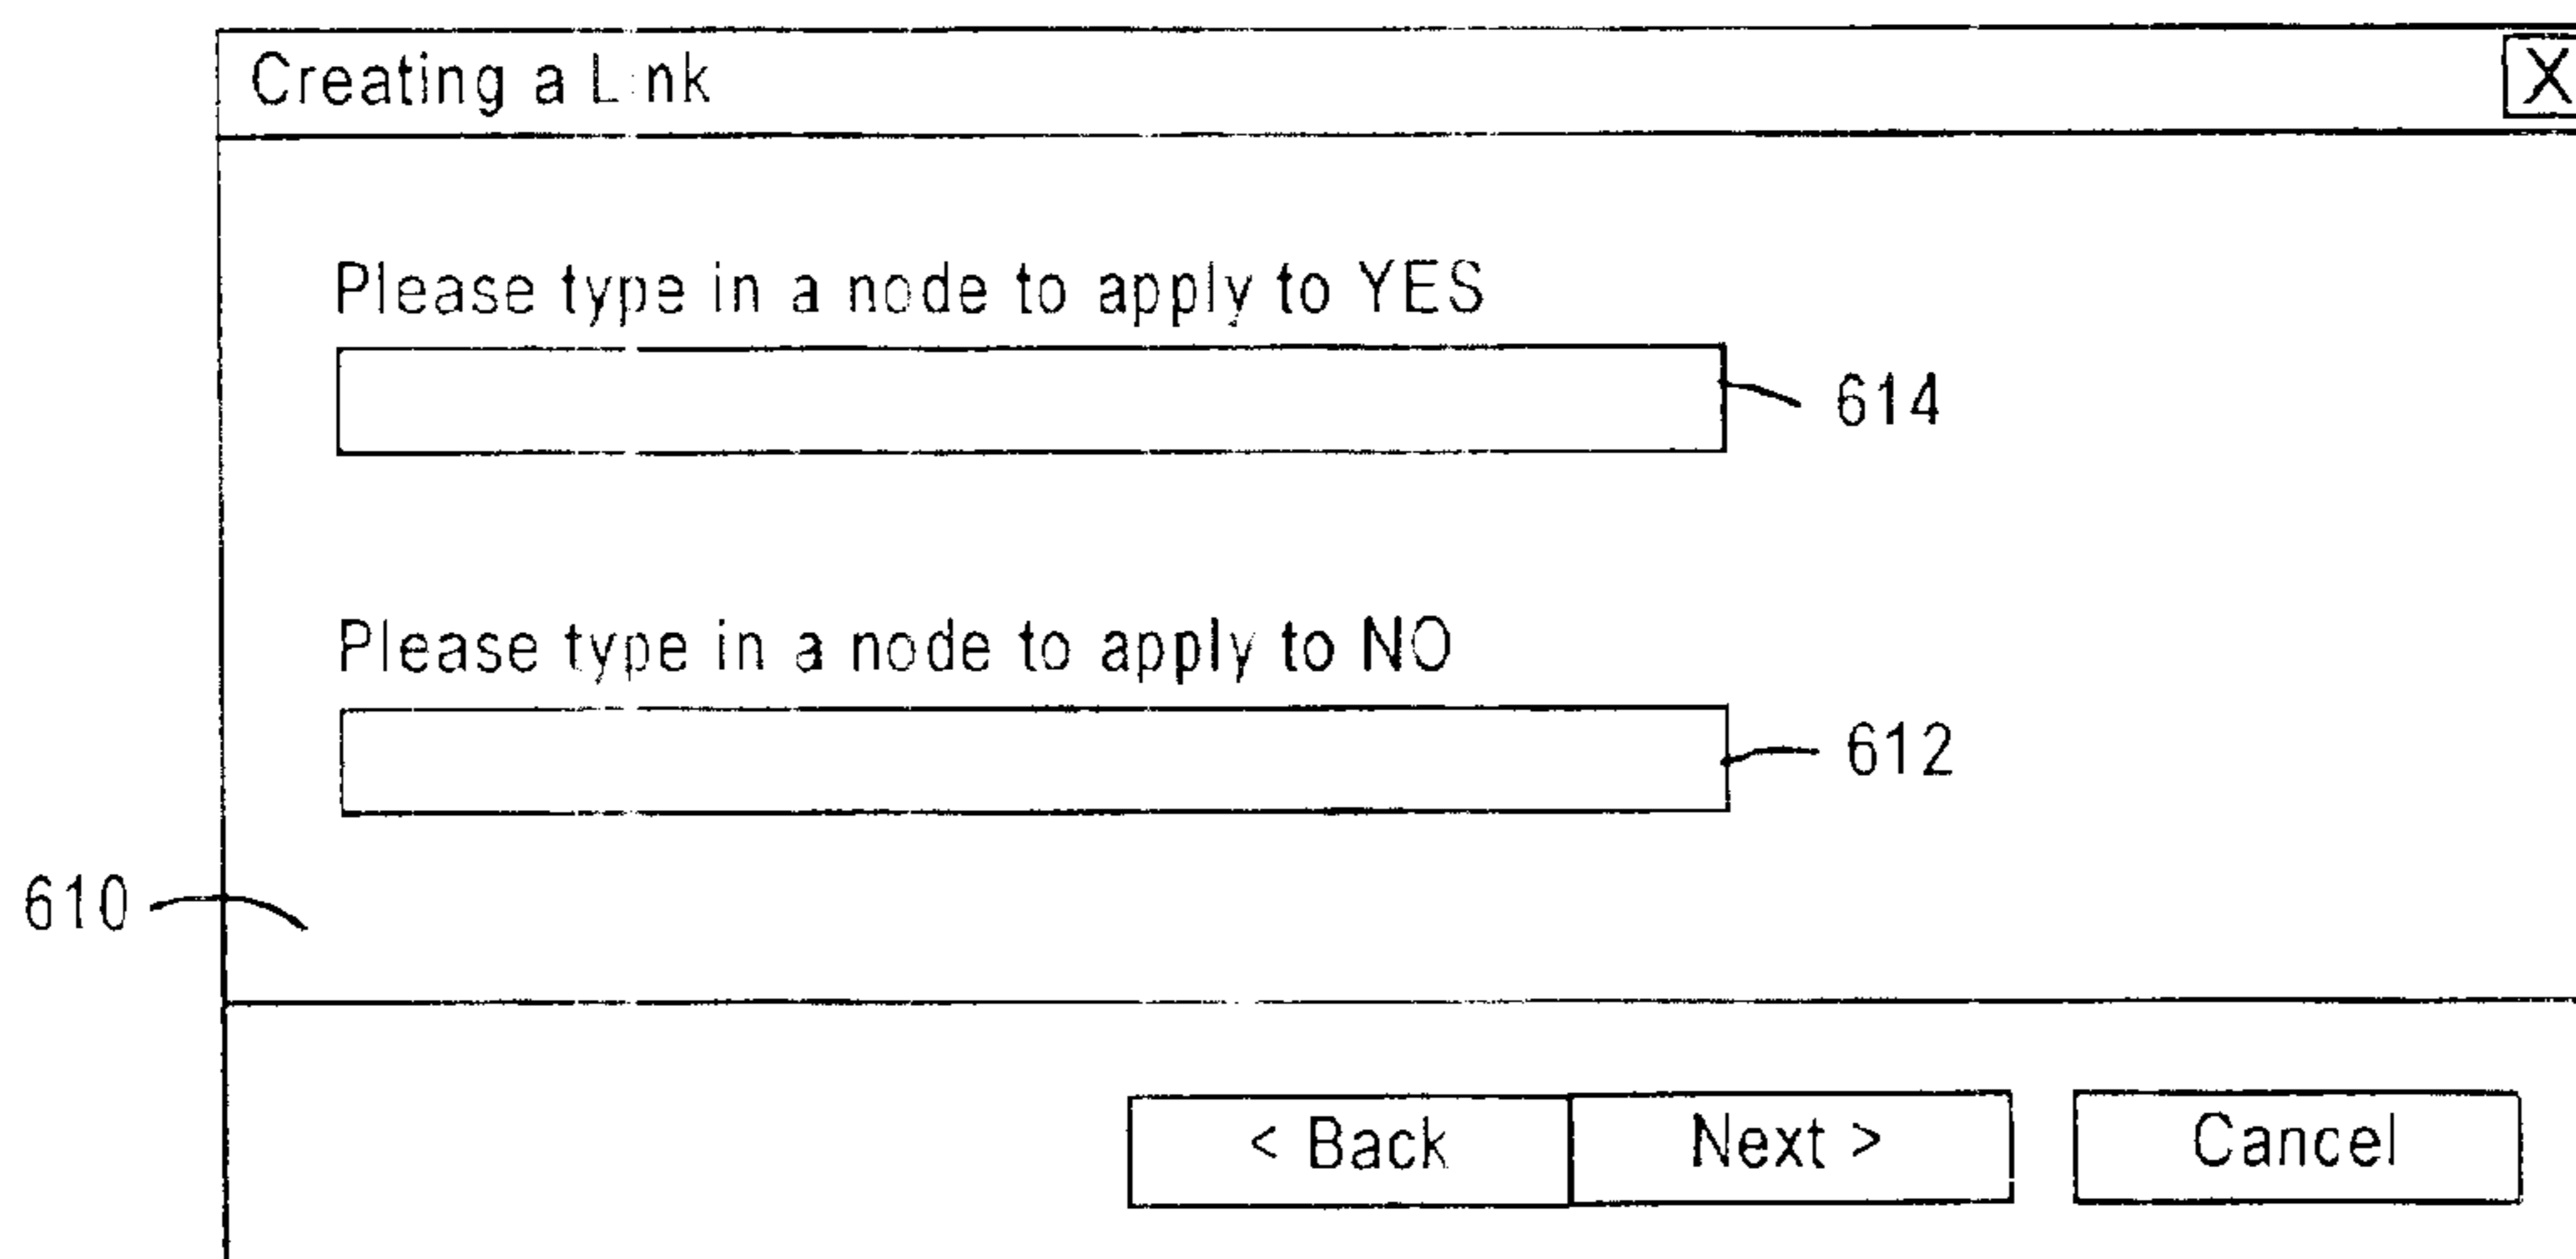 Creating a Link
X
Please type in a node to apply to YES
614
Please type in a node to apply to NO
612
610
< Back
Next >
Cancel